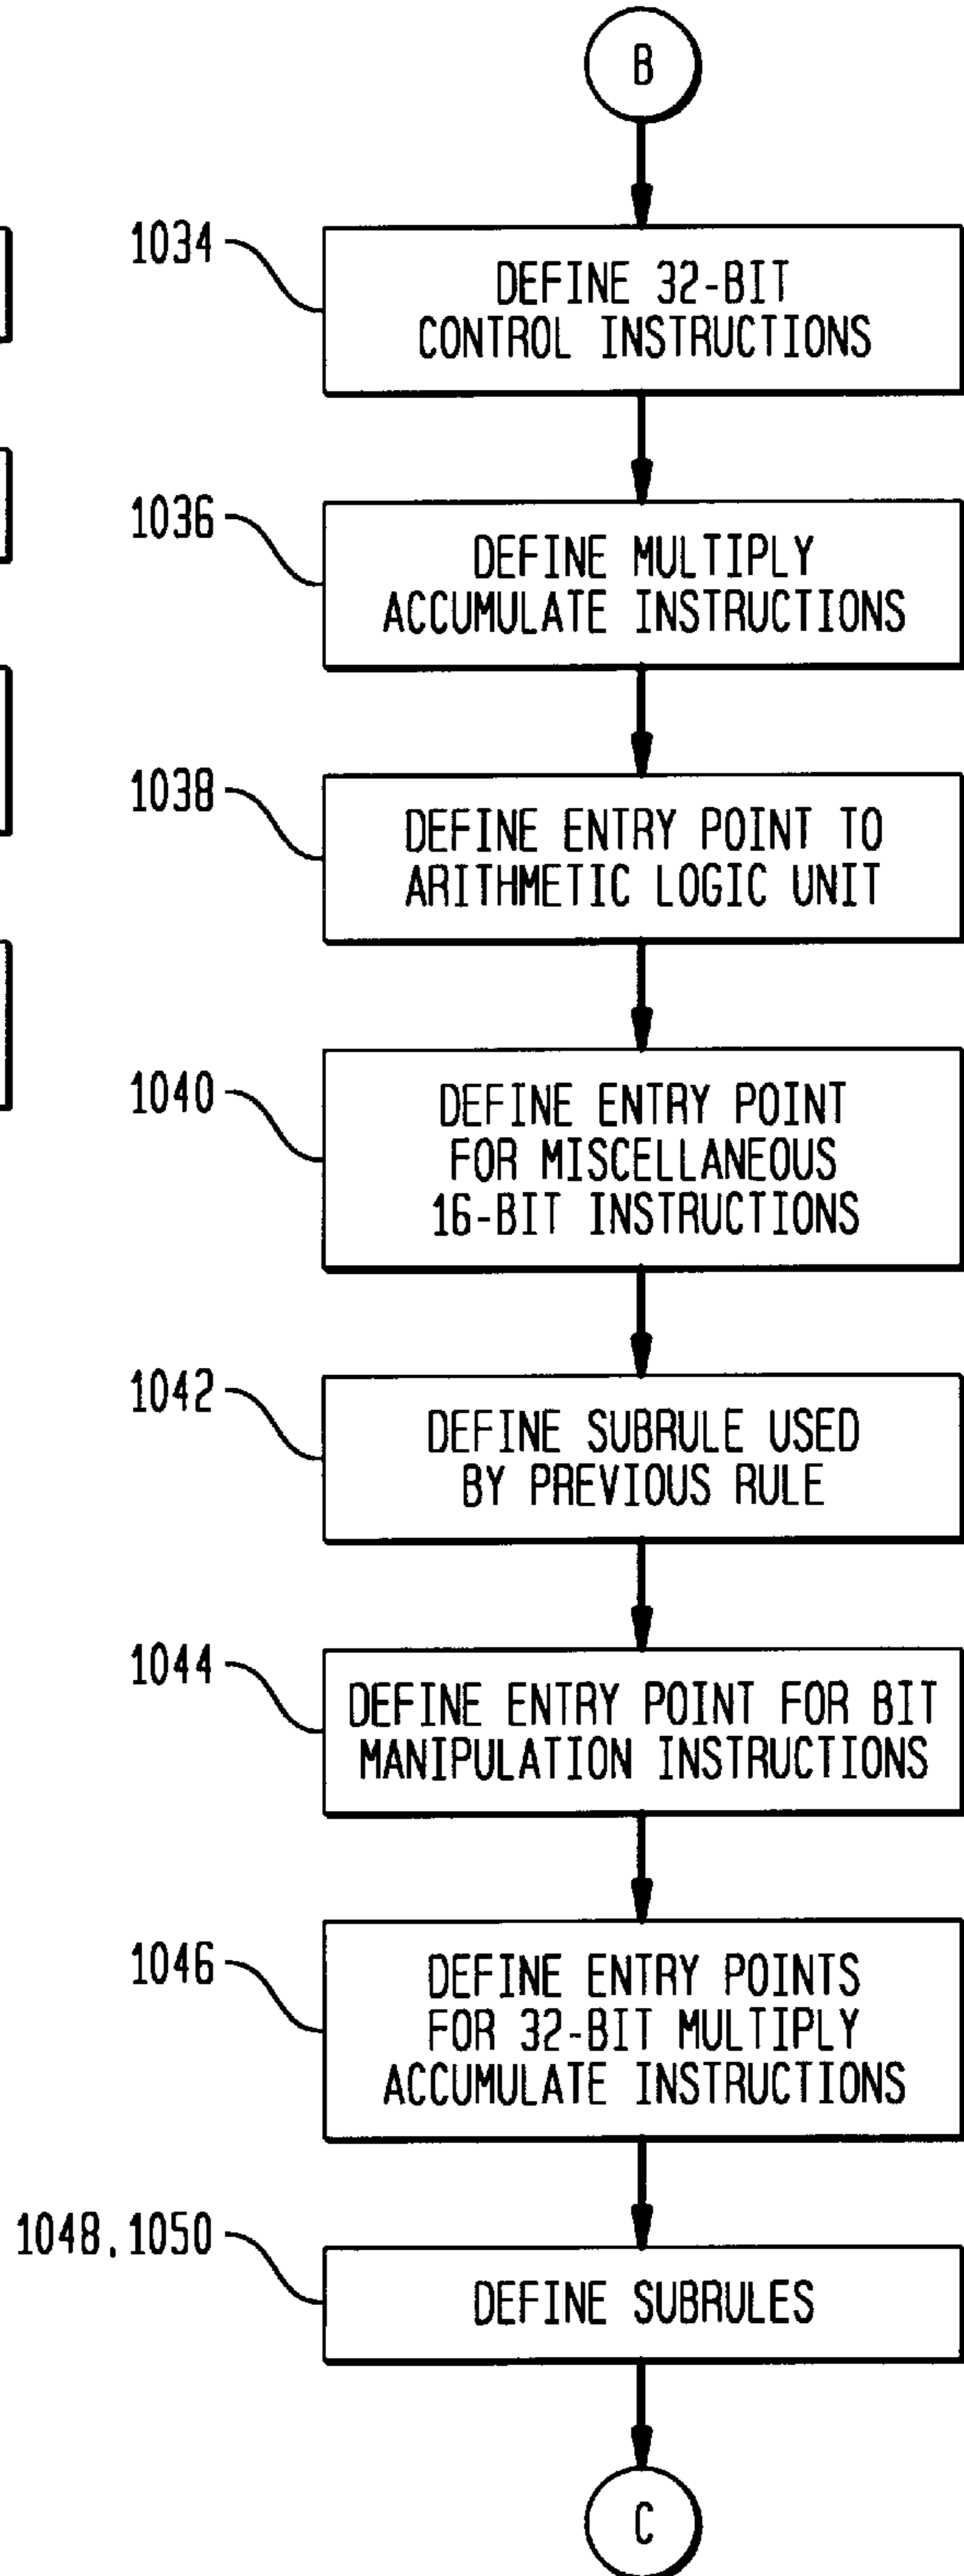 B
1034
DEFINE 32-BIT
CONTROL INSTRUCTIONS
1036
DEFINE MULTIPLY
ACCUMULATE INSTRUCTIONS
1038
DEFINE ENTRY POINT TO
ARITHMETIC LOGIC UNIT
1040
DEFINE ENTRY POINT
FOR MISCELLANEOUS
16-BIT INSTRUCTIONS
1042
DEFINE SUBRULE USED
BY PREVIOUS RULE
1044
DEFINE ENTRY POINT FOR BIT
MANIPULATION INSTRUCTIONS
1046
DEFINE ENTRY POINTS
FOR 32-BIT MULTIPLY
ACCUMULATE INSTRUCTIONS
1048,1050
DEFINE SUBRULES
C